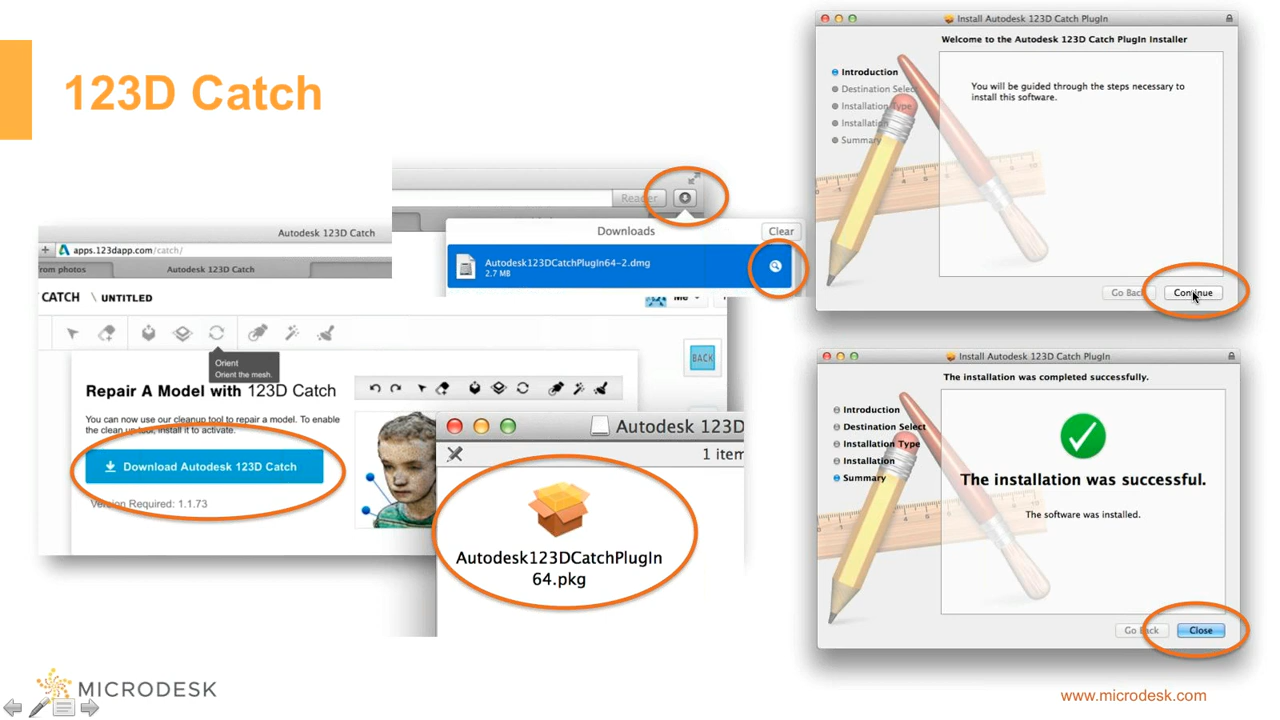 123D Catch
Autodesk 123D Catch
apps.123dapp.com/catch/
rom photos
Autodesk 123D Catch
CATCH \ UNTITLED
Me
Orient
Orient the mesh.
BACK
Repair A Model with 123D Catch
You can now use our cleanup tool to repair a model. To enable
the clean up tool, install it to activate.
Download Autodesk 123D Catch
Version Required: 1.1.73
Reader
Downloads
Clear
Autodesk123DCatchPlugIn64-2.dmg
2.7 MB
Autodesk 123D
1 item
Autodesk123DCatchPlugIn
64.pkg
Install Autodesk 123D Catch PlugIn
Welcome to the Autodesk 123D Catch PlugIn Installer
Introduction
Destination Select
Installation Type
Installation
Summary
You will be guided through the steps necessary to
install this software.
Go Back
Continue
Install Autodesk 123D Catch PlugIn
The installation was completed successfully.
Introduction
Destination Select
Installation Type
Installation
Summary
The installation was successful.
The software was installed.
Go Back
Close
MICRODESK
www.microdesk.com